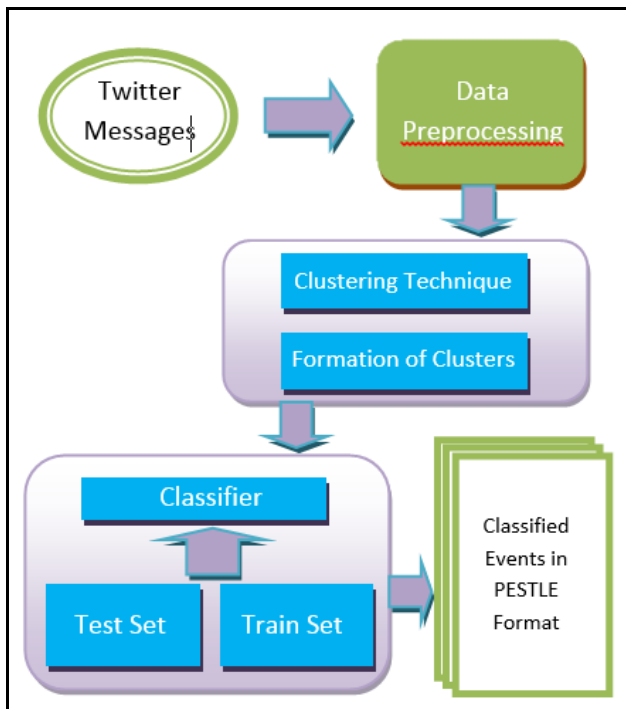 Twitter
Messages
Data
Preprocessing
Clustering Technique
Formation of Clusters
Classifier
Test Set
Train Set
Classified
Events in
PESTLE
Format